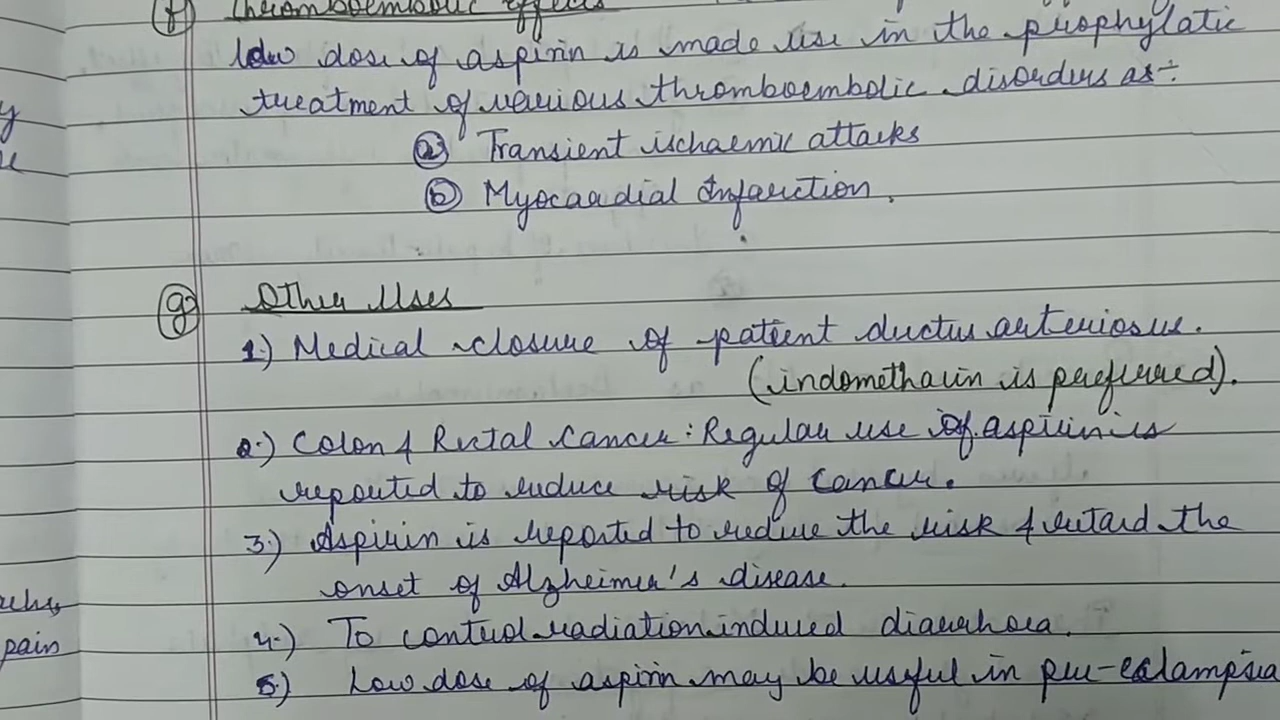 (f) Thromboembolic effects
low dose of aspirin is made use in the prophylatic
treatment of various thromboembolic disorders as:-
(a) Transient ischaemic attacks
(b) Myocardial Infarction.
(g) Other Uses
1.) Medical closure of patient ductus arteriosus.
(indomethacin is preferred).
2.) Colon & Rectal Cancer: Regular use of aspirin is
reported to reduce risk of cancer.
3.) Aspirin is reported to reduce the risk & retard the
onset of Alzheimer's disease.
4.) To control radiation induced diarrhoea.
5.) Low dose of aspirin may be useful in pre-eclampsia
pain